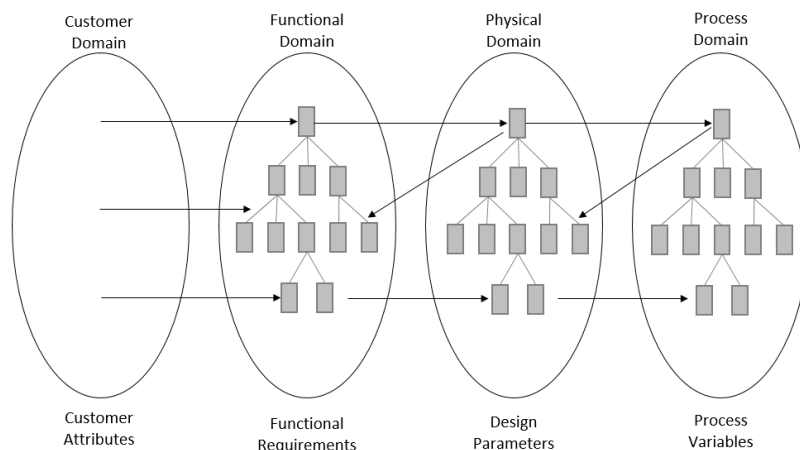 Customer
Domain
Functional
Domain
Physical
Domain
Process
Domain
Customer
Attributes
Functional
Requirements
Design
Parameters
Process
Variables